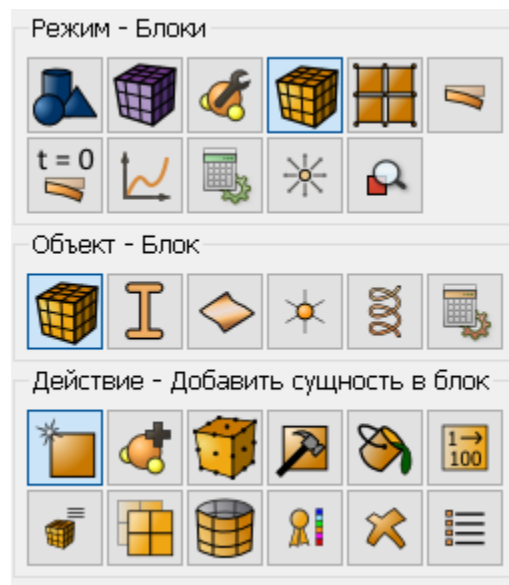 Режим - Блоки
t = 0
Объект - Блок
Действие - Добавить сущность в блок
1→
100